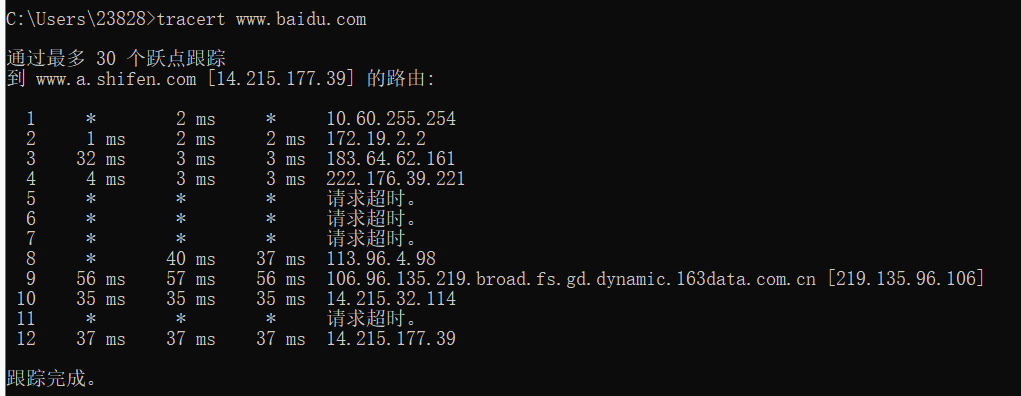 C:\Users\23828>tracert www.baidu.com
通过最多 30 个跃点跟踪
到 www.a.shifen.com [14.215.177.39] 的路由:
1 * 2 ms * 10.60.255.254
2 1 ms 2 ms 2 ms 172.19.2.2
3 32 ms 3 ms 3 ms 183.64.62.161
4 4 ms 3 ms 3 ms 222.176.39.221
5 * * * 请求超时。
6 * * * 请求超时。
7 * * * 请求超时。
8 * 40 ms 37 ms 113.96.4.98
9 56 ms 57 ms 56 ms 106.96.135.219.broad.fs.gd.dynamic.163data.com.cn [219.135.96.106]
10 35 ms 35 ms 35 ms 14.215.32.114
11 * * * 请求超时。
12 37 ms 37 ms 37 ms 14.215.177.39
跟踪完成。